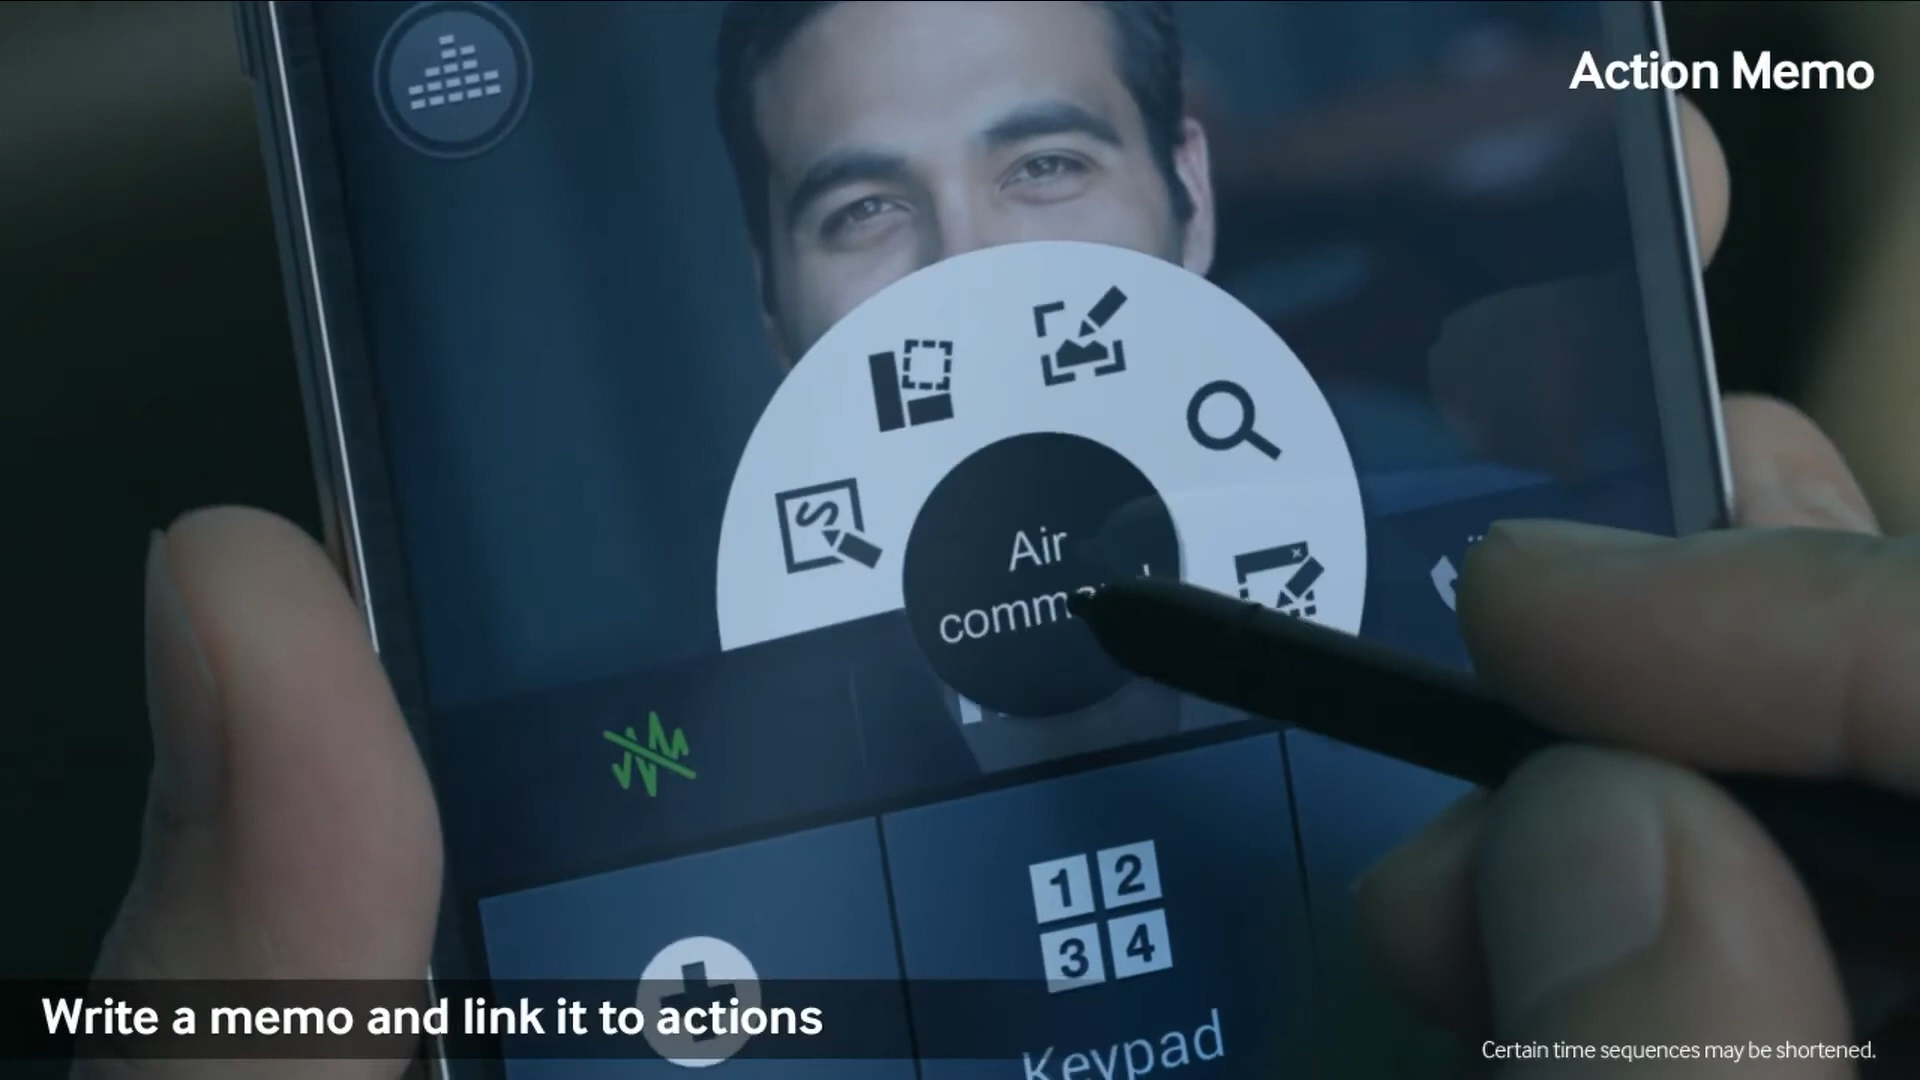 Action Memo
Air
1 2
3 4
Keypad
Write a memo and link it to actions
Certain time sequences may be shortened.